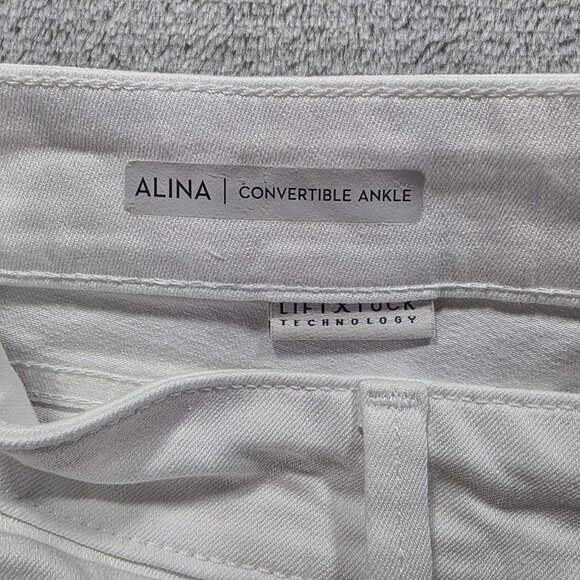 ALINA | CONVERTIBLE ANKLE
LIFT X TUCK
TECHNOLOGY